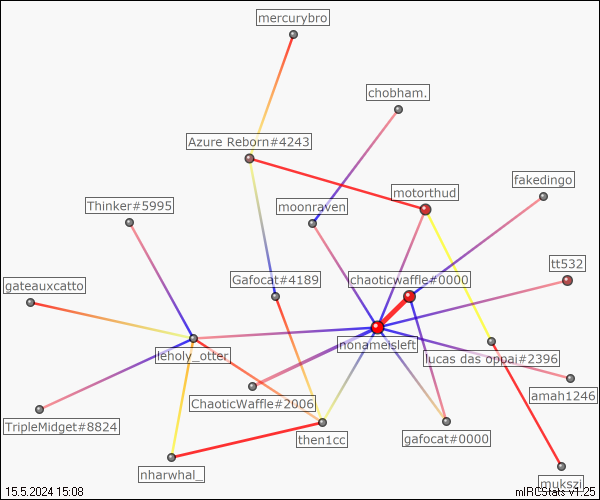 mercurybro
chobham.
Azure Reborn#4243
fakedingo
motorthud
Thinker#5995
moonraven
tt532
Gafocat#4189
chaoticwaffle#0000
gateauxcatto
nonameisleft
leholy_otter
lucas das oppai#2396
amah1246
ChaoticWaffle#2006
TripleMidget#8824
then1cc
gafocat#0000
nharwhal_
mukszi
15.5.2024 15:08
mIRCStats v1.25